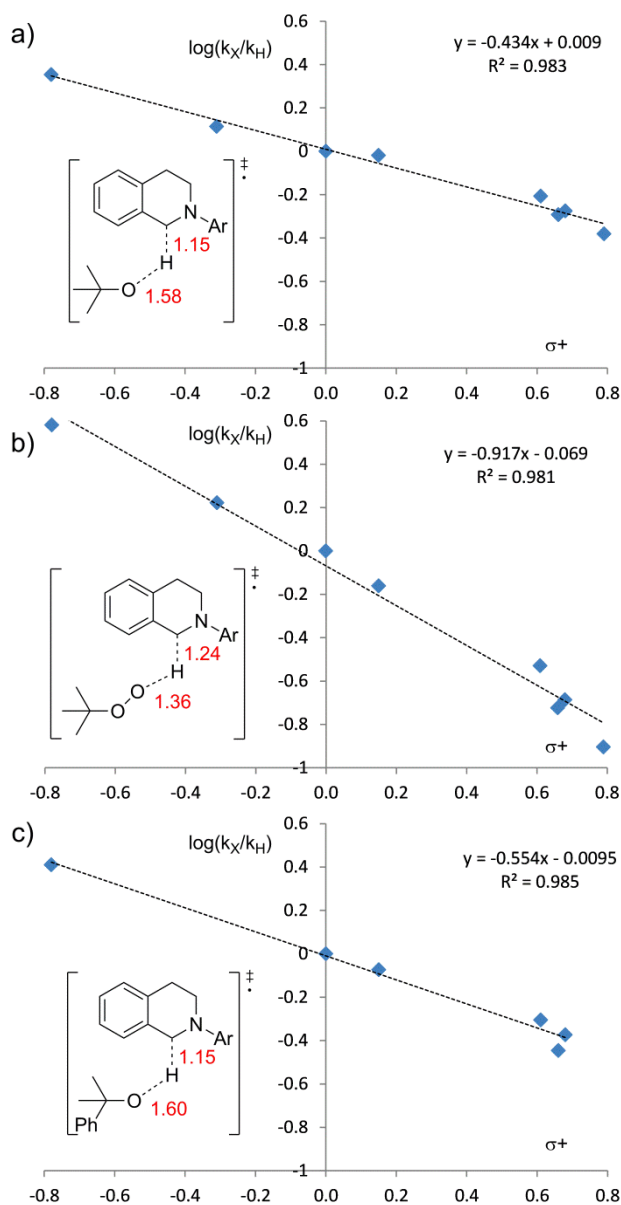 a)
log(kX/kH)
y = -0.434x + 0.009
R² = 0.983
0.6
0.4
0.2
0
-0.2
-0.4
-0.6
-0.8
-1
‡
•
N
Ar
1.15
H
O
1.58
σ+
-0.8 -0.6 -0.4 -0.2 0.0 0.2 0.4 0.6 0.8
b)
log(kX/kH)
y = -0.917x - 0.069
R² = 0.981
0.6
0.4
0.2
0
-0.2
-0.4
-0.6
-0.8
-1
‡
•
N
Ar
1.24
H
O
1.36
O
σ+
-0.8 -0.6 -0.4 -0.2 0.0 0.2 0.4 0.6 0.8
c)
log(kX/kH)
y = -0.554x - 0.0095
R² = 0.985
0.6
0.4
0.2
0
-0.2
-0.4
-0.6
-0.8
-1
‡
•
N
Ar
1.15
H
O
1.60
Ph
σ+
-0.8 -0.6 -0.4 -0.2 0.0 0.2 0.4 0.6 0.8